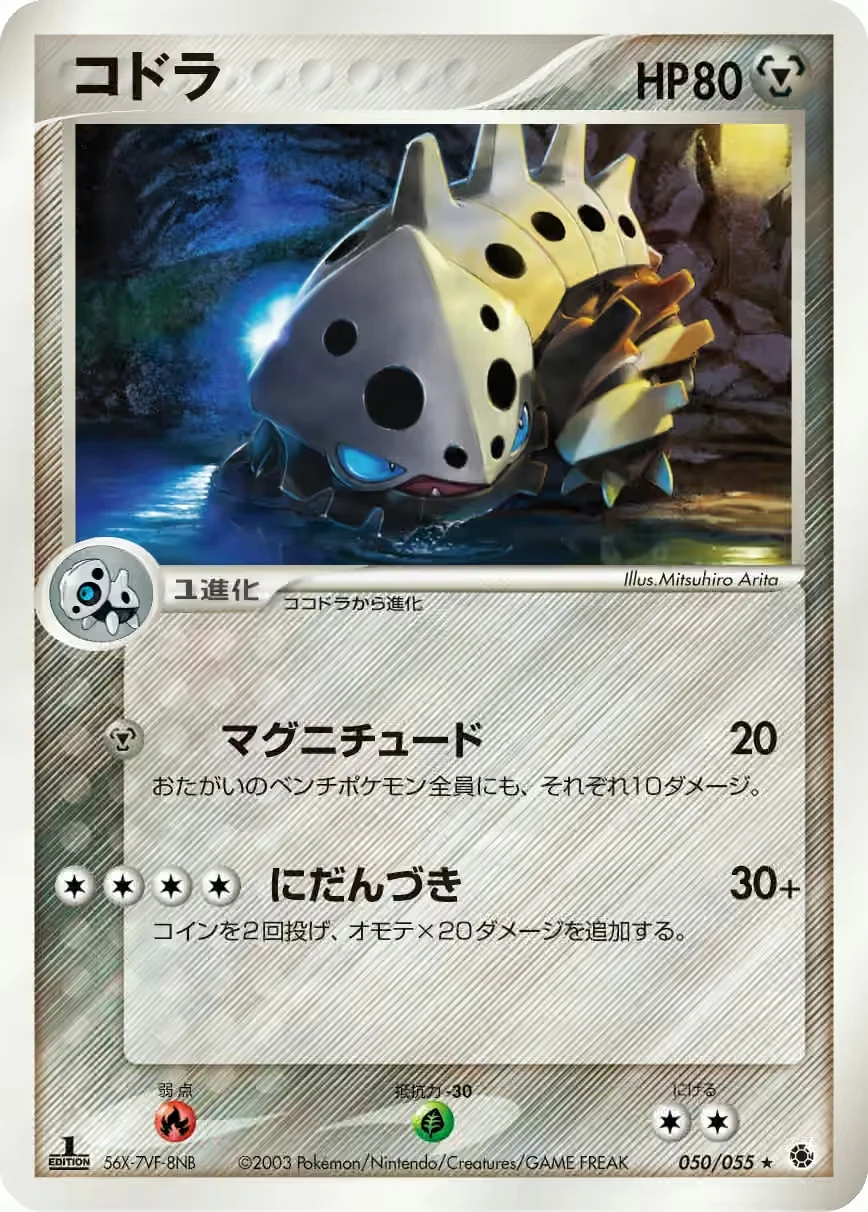 コドラ HP80
Illus.Mitsuhiro Arita
1進化
ココドラから進化
マグニチュード 20
おたがいのベンチポケモン全員にも、それぞれ10ダメージ。
にだんづき 30+
コインを2回投げ、オモテ×20ダメージを追加する。
弱点 抵抗力 -30 にげる
1 EDITION 56X-7VF-8NB ©2003 Pokémon/Nintendo/Creatures/GAME FREAK 050/055 ★